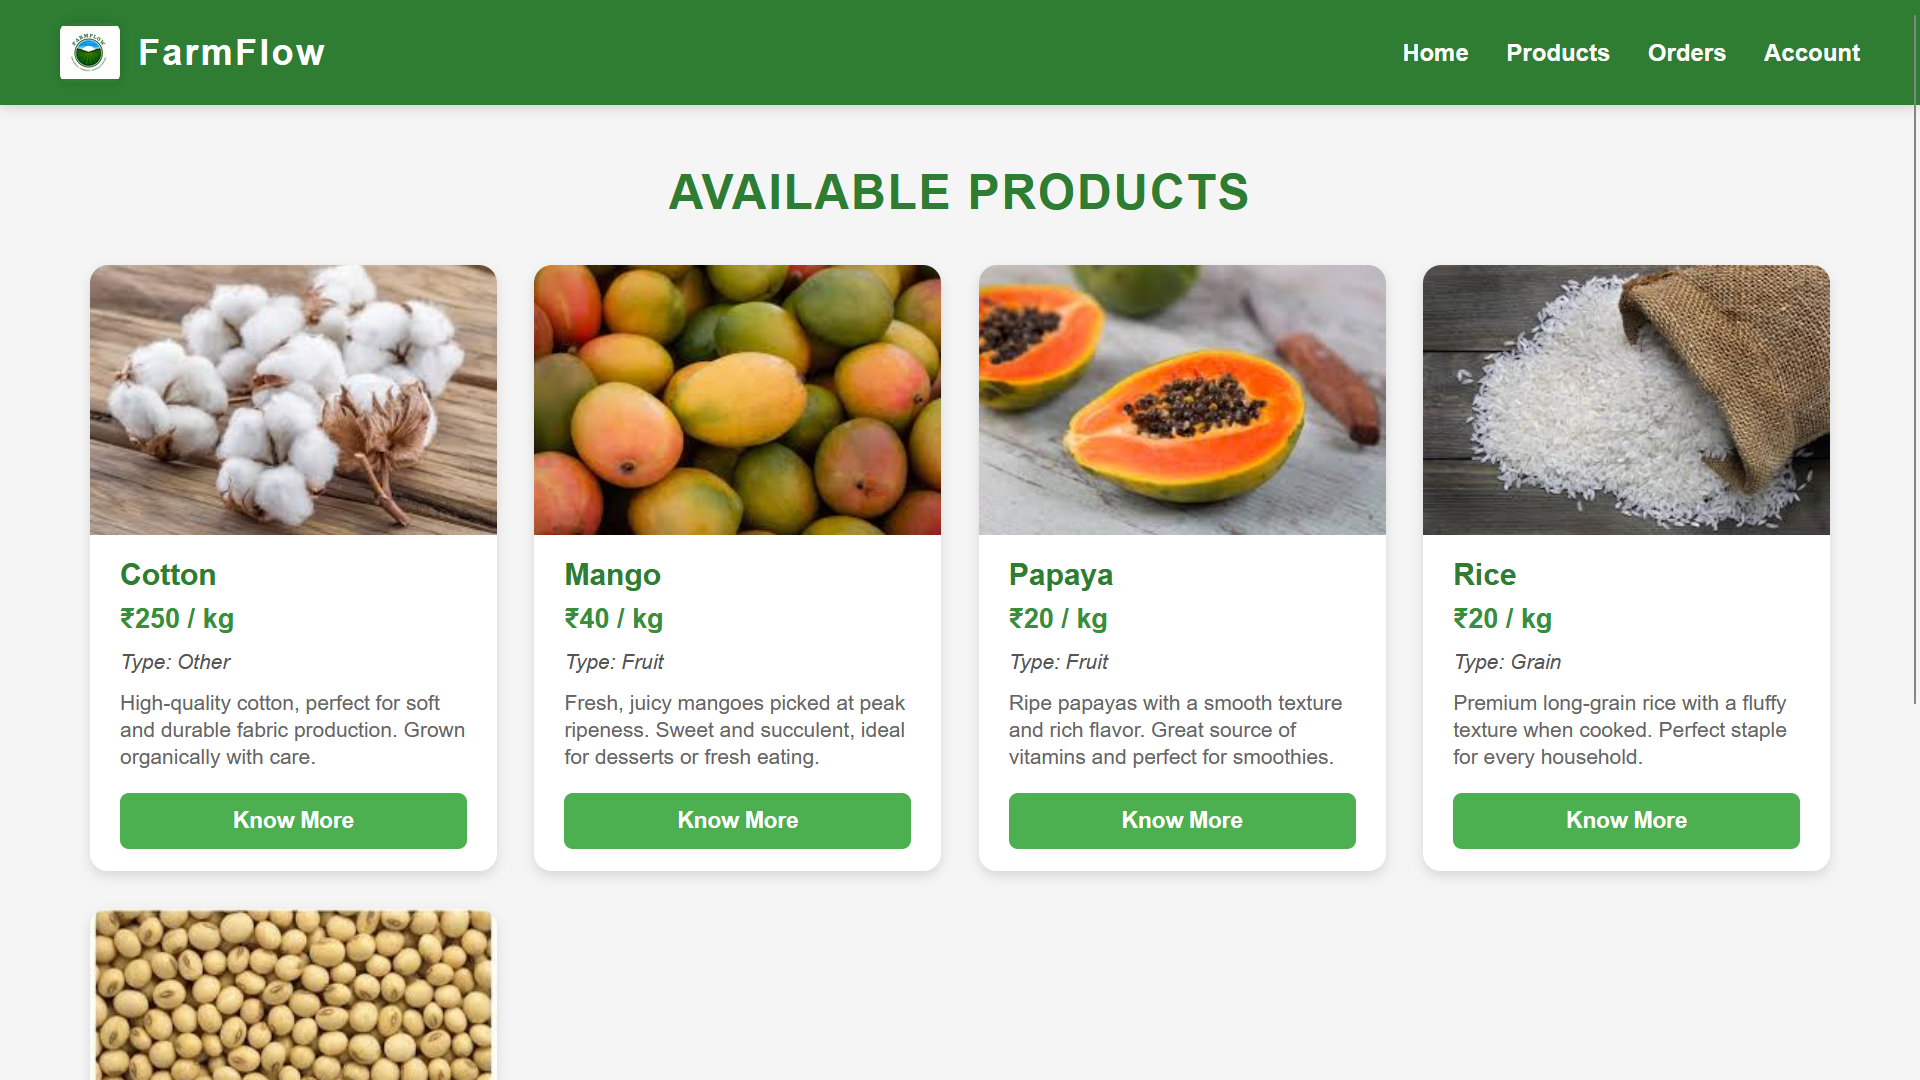 FARMFLOW
FarmFlow
Home
Products
Orders
Account
AVAILABLE PRODUCTS
Cotton
₹250 / kg
Type: Other
High-quality cotton, perfect for soft
and durable fabric production. Grown
organically with care.
Know More
Mango
₹40 / kg
Type: Fruit
Fresh, juicy mangoes picked at peak
ripeness. Sweet and succulent, ideal
for desserts or fresh eating.
Know More
Papaya
₹20 / kg
Type: Fruit
Ripe papayas with a smooth texture
and rich flavor. Great source of
vitamins and perfect for smoothies.
Know More
Rice
₹20 / kg
Type: Grain
Premium long-grain rice with a fluffy
texture when cooked. Perfect staple
for every household.
Know More